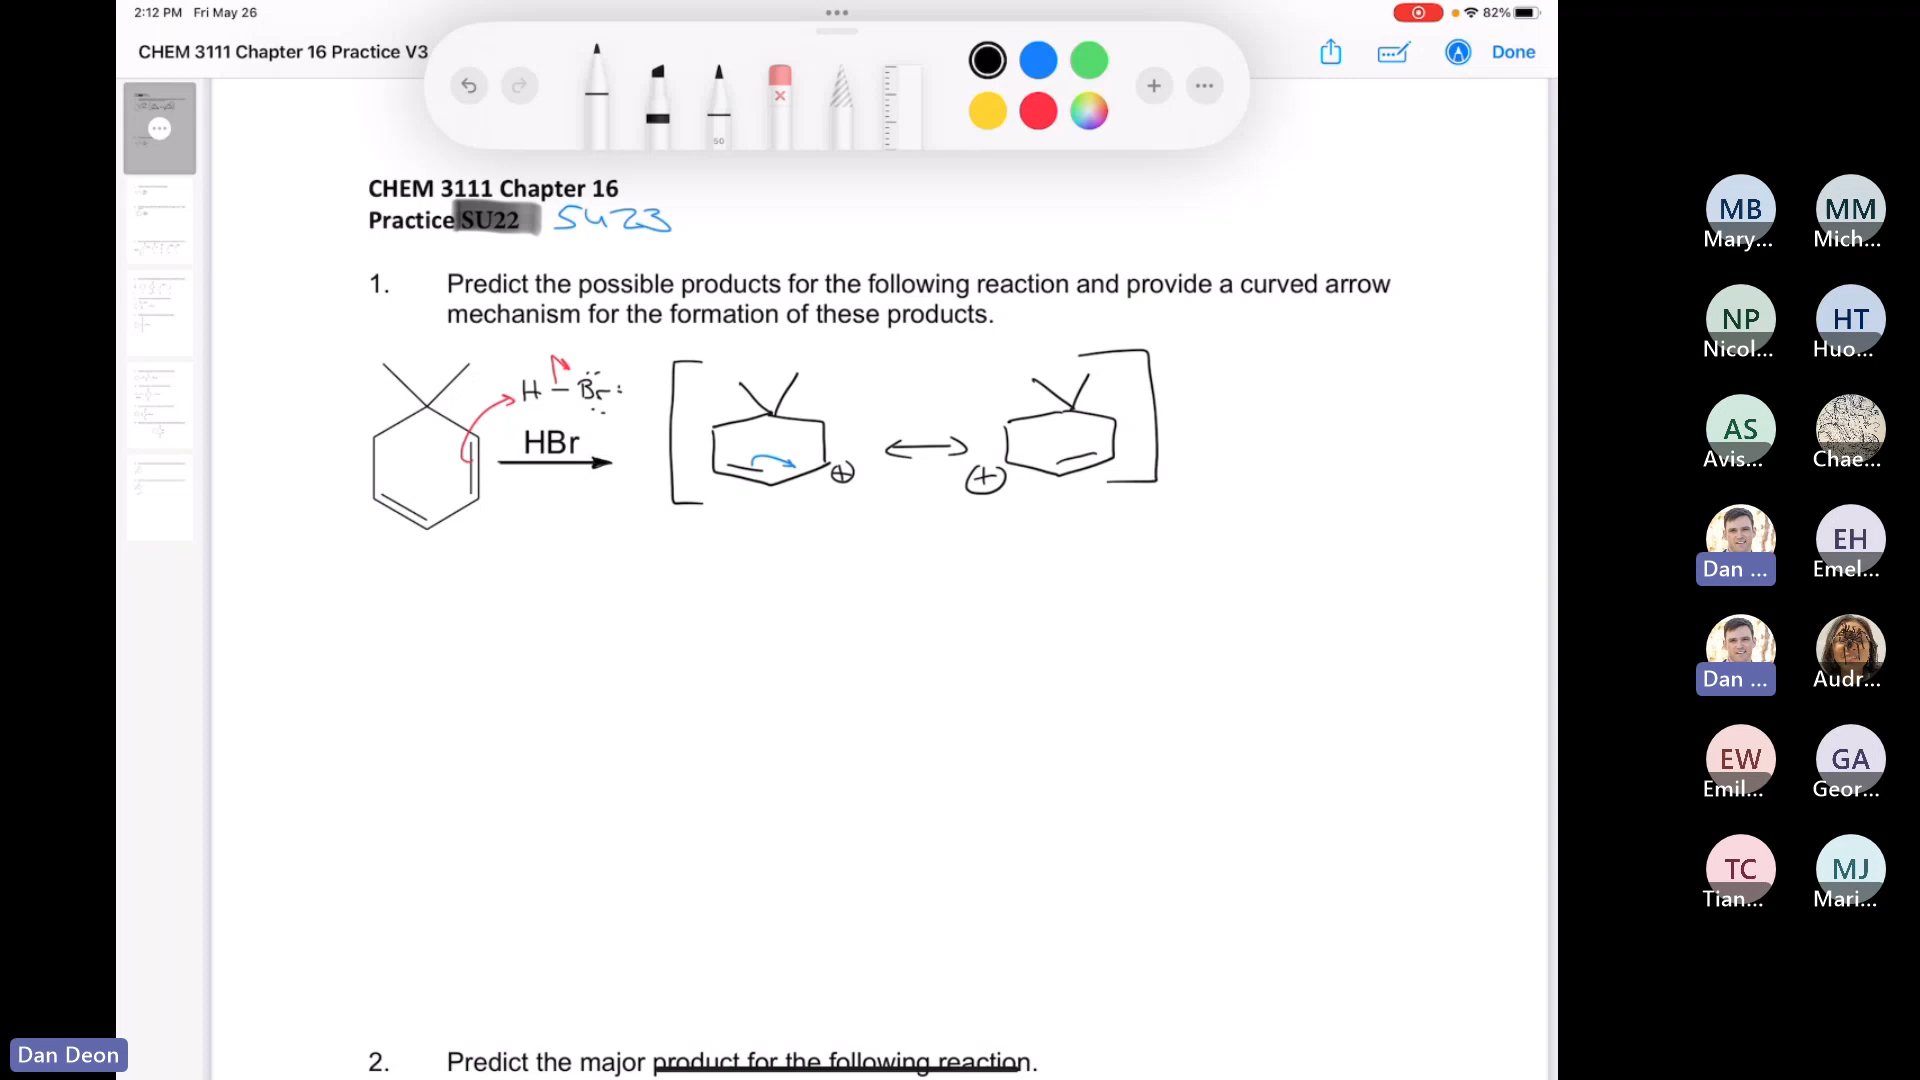 2:12 PM Fri May 26
82%
CHEM 3111 Chapter 16 Practice V3
50
Done
CHEM 3111 Chapter 16
Practice SU22 SU23
1. Predict the possible products for the following reaction and provide a curved arrow
mechanism for the formation of these products.
H – Br
HBr
+
+
2. Predict the major product for the following reaction.
MB
Mary...
MM
Mich...
NP
Nicol...
HT
Huo...
AS
Avis...
Chae...
Dan ...
EH
Emel...
Dan ...
Audr...
EW
Emil...
GA
Geor...
TC
Tian...
MJ
Mari...
Dan Deon